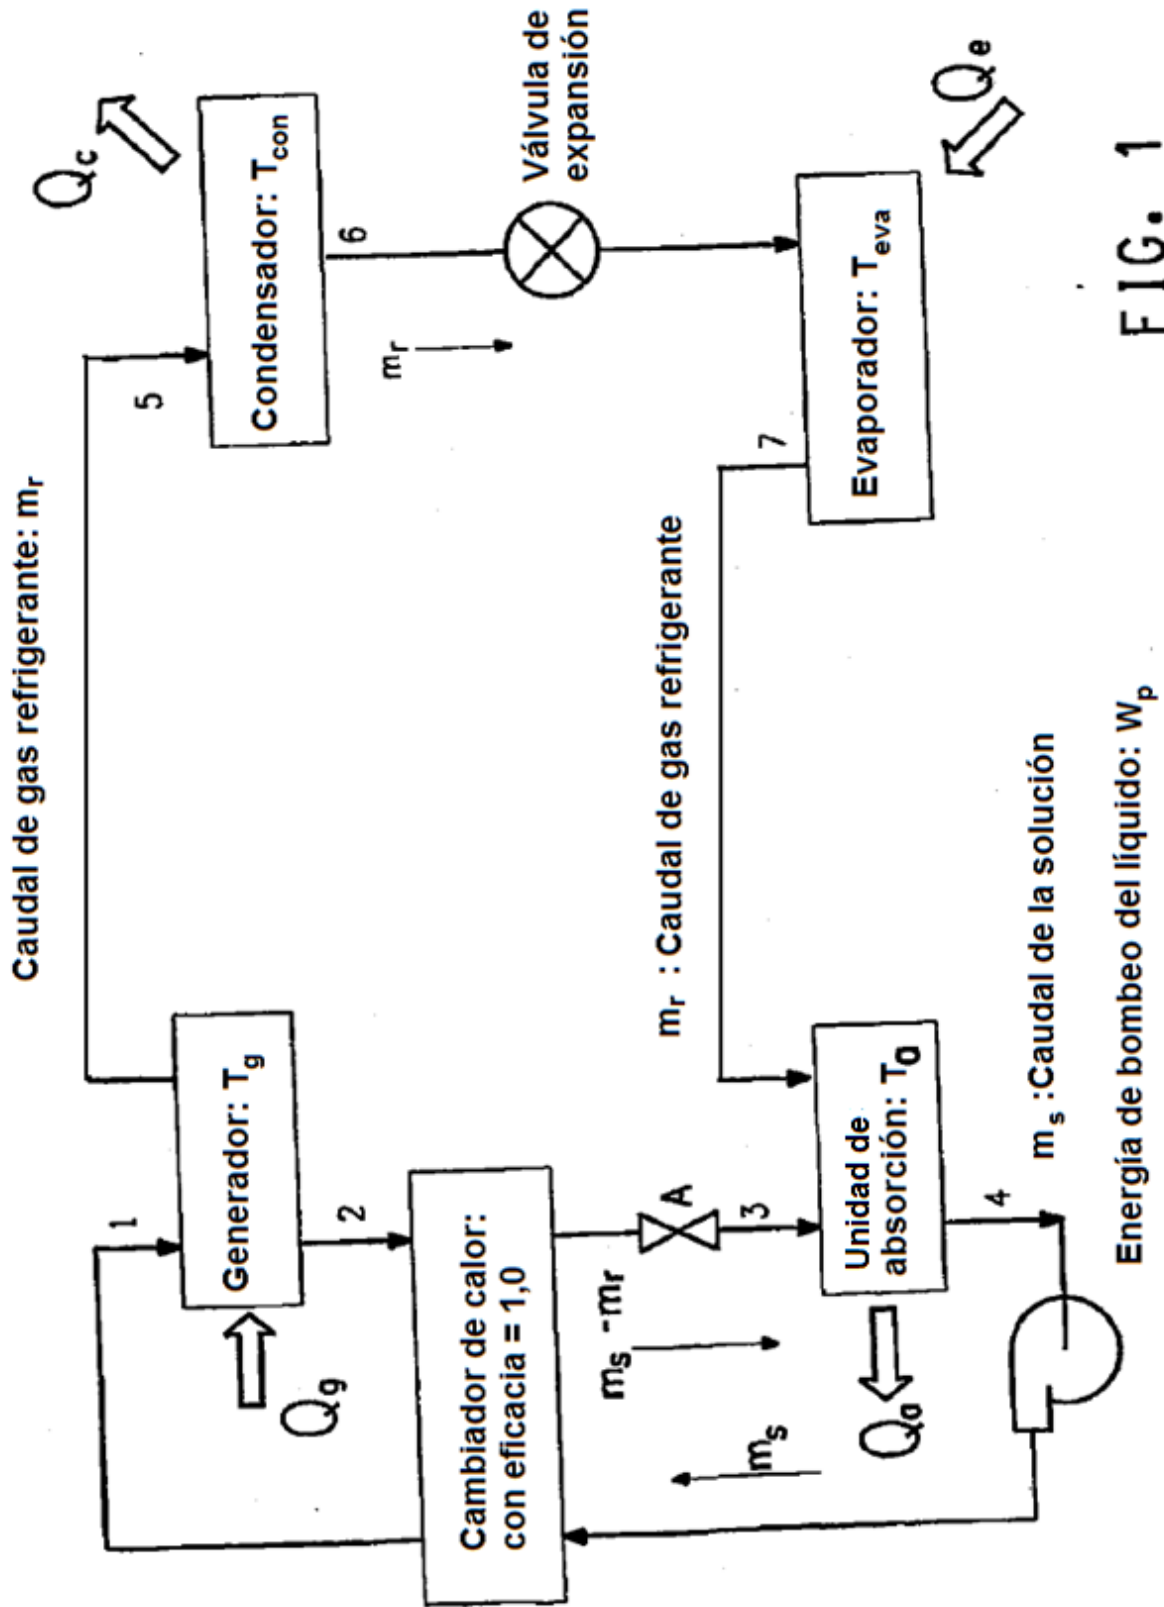 Caudal de gas refrigerante: mr
1
5
Qc
Generador: Tg
Condensador: Tcon
Qg
2
6
mr
Cambiador de calor:
con eficacia = 1,0
Válvula de
expansión
ms -mr
A
3
mr : Caudal de gas refrigerante
7
ms
Unidad de
absorción: Ta
Evaporador: Teva
Qa
4
Qe
ms :Caudal de la solución
Energía de bombeo del líquido: Wp
FIG. 1